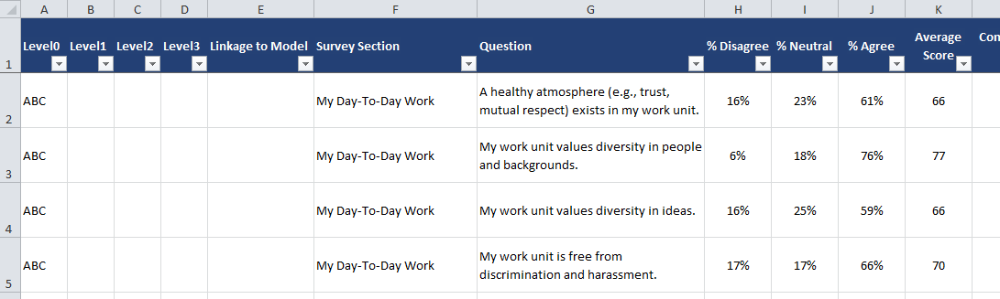 A B C D E F G H I J K
1 Level0 Level1 Level2 Level3 Linkage to Model Survey Section Question % Disagree % Neutral % Agree Average Score Con
2 ABC My Day-To-Day Work A healthy atmosphere (e.g., trust,
mutual respect) exists in my work unit. 16% 23% 61% 66
3 ABC My Day-To-Day Work My work unit values diversity in people
and backgrounds. 6% 18% 76% 77
4 ABC My Day-To-Day Work My work unit values diversity in ideas. 16% 25% 59% 66
5 ABC My Day-To-Day Work My work unit is free from
discrimination and harassment. 17% 17% 66% 70